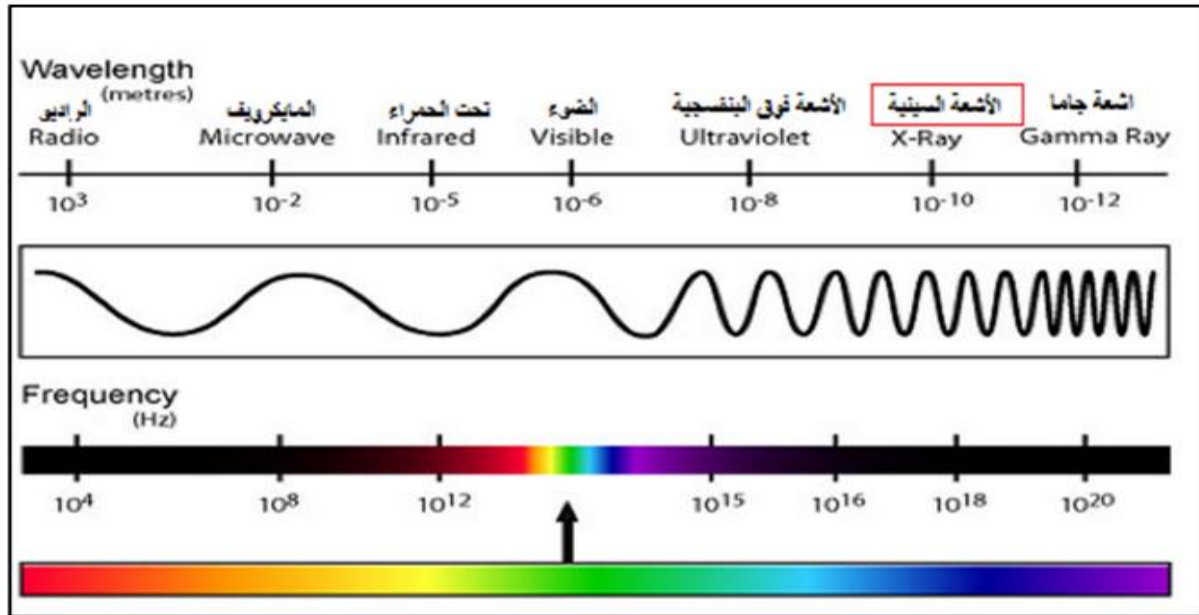 Wavelength
(metres)
الراديو المايكرويف تحت الحمراء الضوء الأشعة فوق البنفسجية الأشعة السينية اشعة جاما
Radio Microwave Infrared Visible Ultraviolet X-Ray Gamma Ray
10³ 10⁻² 10⁻⁵ 10⁻⁶ 10⁻⁸ 10⁻¹⁰ 10⁻¹²
Frequency
(Hz)
10⁴ 10⁸ 10¹² 10¹⁵ 10¹⁶ 10¹⁸ 10²⁰